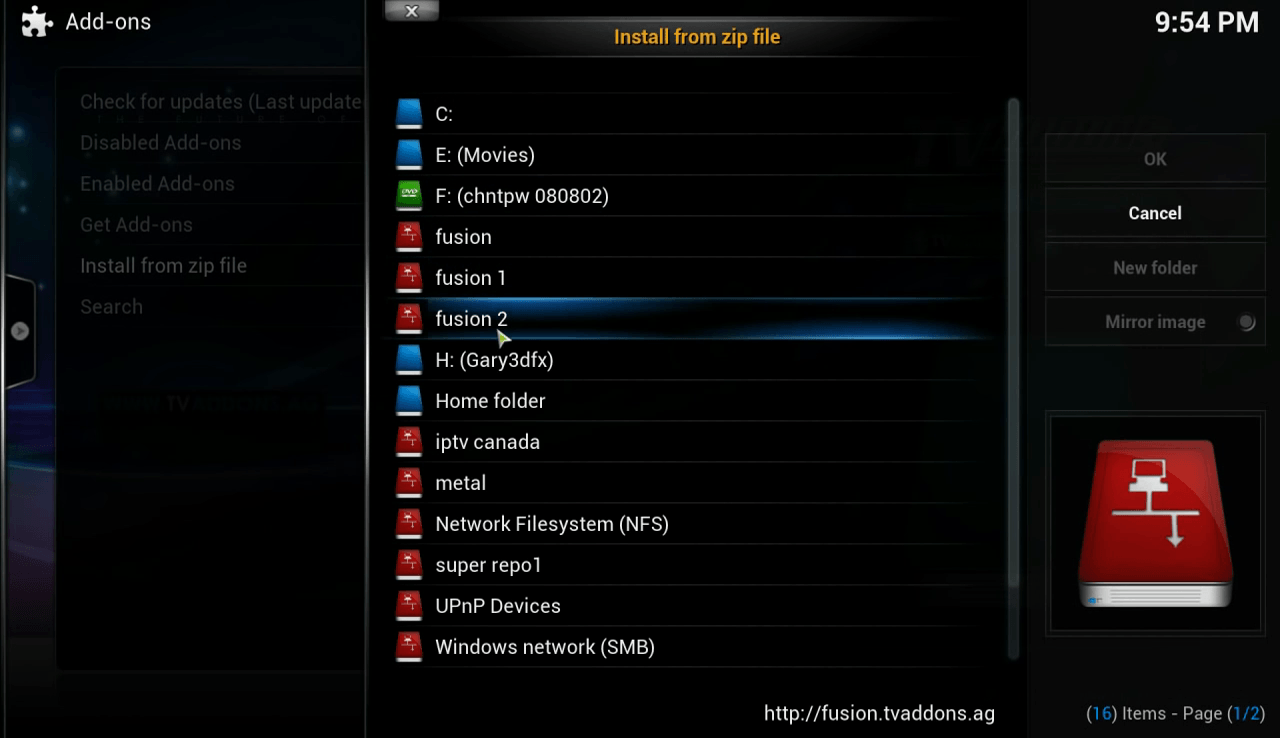 Add-ons
Install from zip file
9:54 PM
Check for updates (Last update
Disabled Add-ons
Enabled Add-ons
Get Add-ons
Install from zip file
Search
C:
E: (Movies)
F: (chntpw 080802)
fusion
fusion 1
fusion 2
H: (Gary3dfx)
Home folder
iptv canada
metal
Network Filesystem (NFS)
super repo1
UPnP Devices
Windows network (SMB)
OK
Cancel
New folder
Mirror image
http://fusion.tvaddons.ag
(16) Items - Page (1/2)